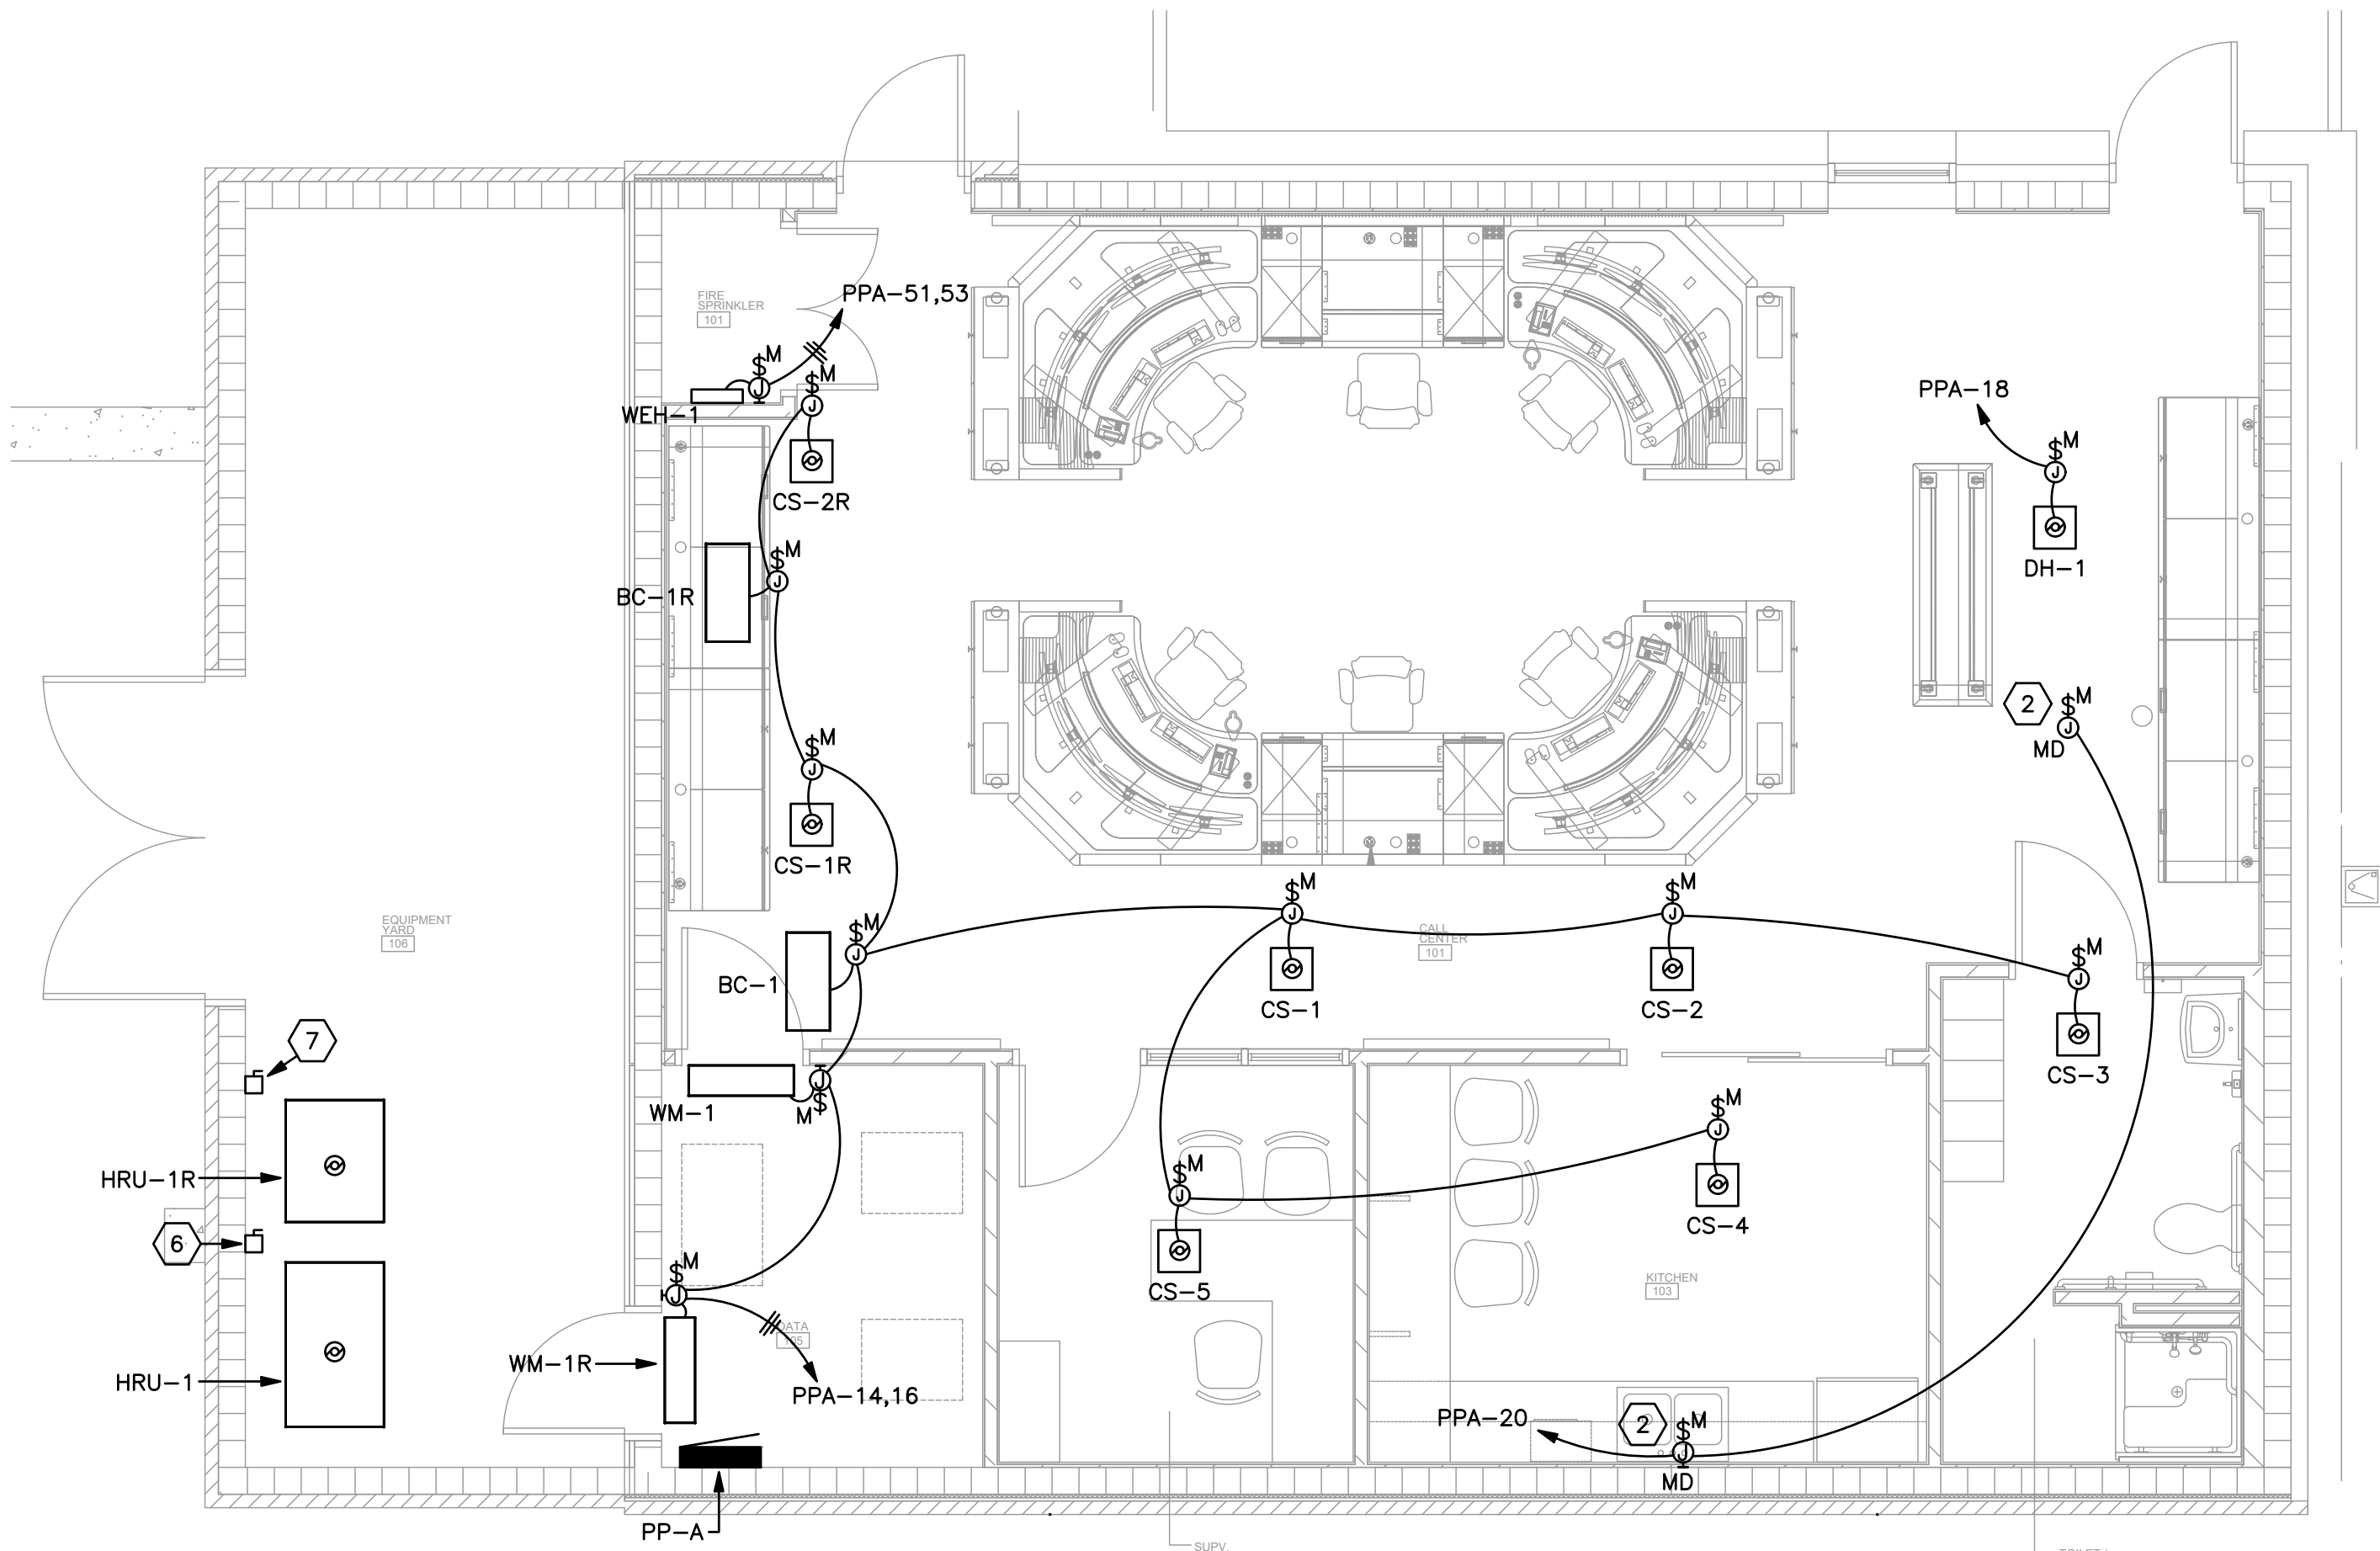 FIRE
SPRINKLER
101
PPA-51,53
$M
J
$M
J
WEH-1
CS-2R
PPA-18
$M
J
DH-1
$M
J
BC-1R
2
$M
J
MD
$M
J
CS-1R
EQUIPMENT
YARD
106
$M
J
BC-1
$M
J
CS-1
CALL
CENTER
101
$M
J
CS-2
$M
J
CS-3
7
WM-1
J
M$
HRU-1R
6
HRU-1
$M
J
CS-5
$M
J
CS-4
KITCHEN
103
$M
J
DATA
105
WM-1R
PPA-14,16
PPA-20
2
$M
J
MD
PP-A
SUPV.